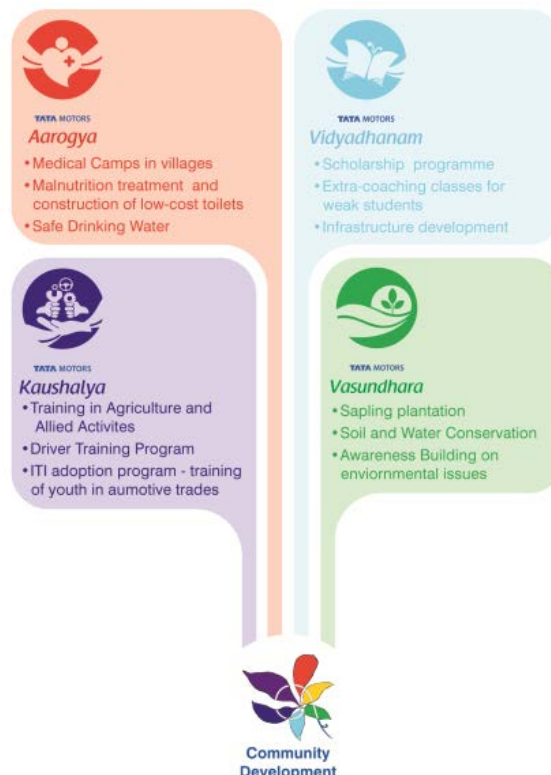 TATA MOTORS
Aarogya
• Medical Camps in villages
• Malnutrition treatment and
construction of low-cost toilets
• Safe Drinking Water
TATA MOTORS
Vidyadhanam
• Scholarship programme
• Extra-coaching classes for
weak students
• Infrastructure development
TATA MOTORS
Kaushalya
• Training in Agriculture and
Allied Activites
• Driver Training Program
• ITI adoption program - training
of youth in aumotive trades
TATA MOTORS
Vasundhara
• Sapling plantation
• Soil and Water Conservation
• Awareness Building on
enviornmental issues
Community
Development